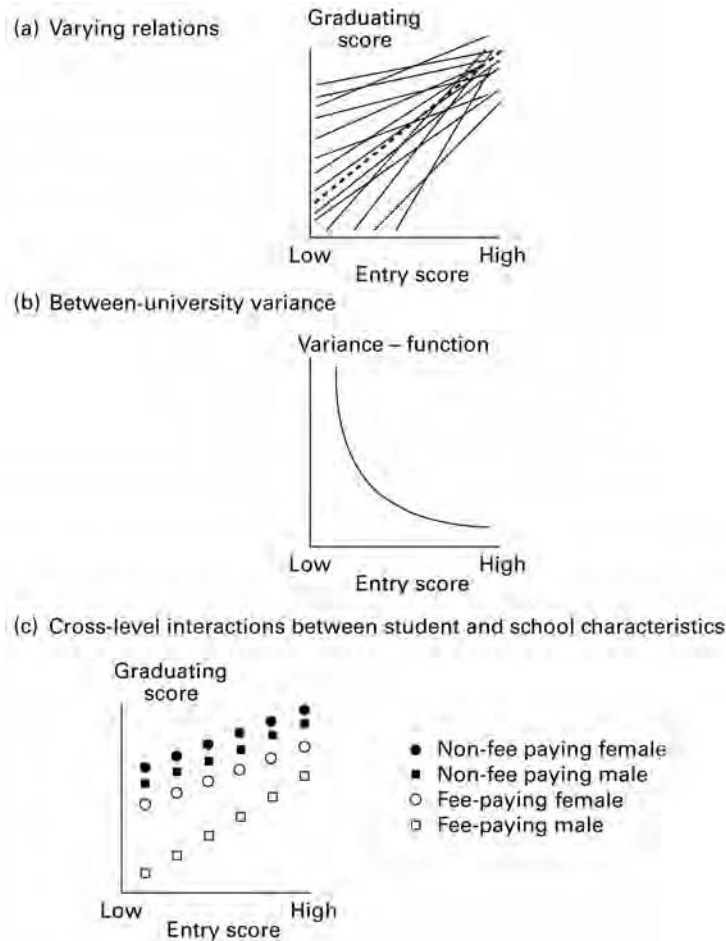 (a) Varying relations
Graduating
score
Low
High
Entry score
(b) Between-university variance
Variance – function
Low
High
Entry score
(c) Cross-level interactions between student and school characteristics
Graduating
score
Low
High
Entry score
Non-fee paying female
Non-fee paying male
Fee-paying female
Fee-paying male